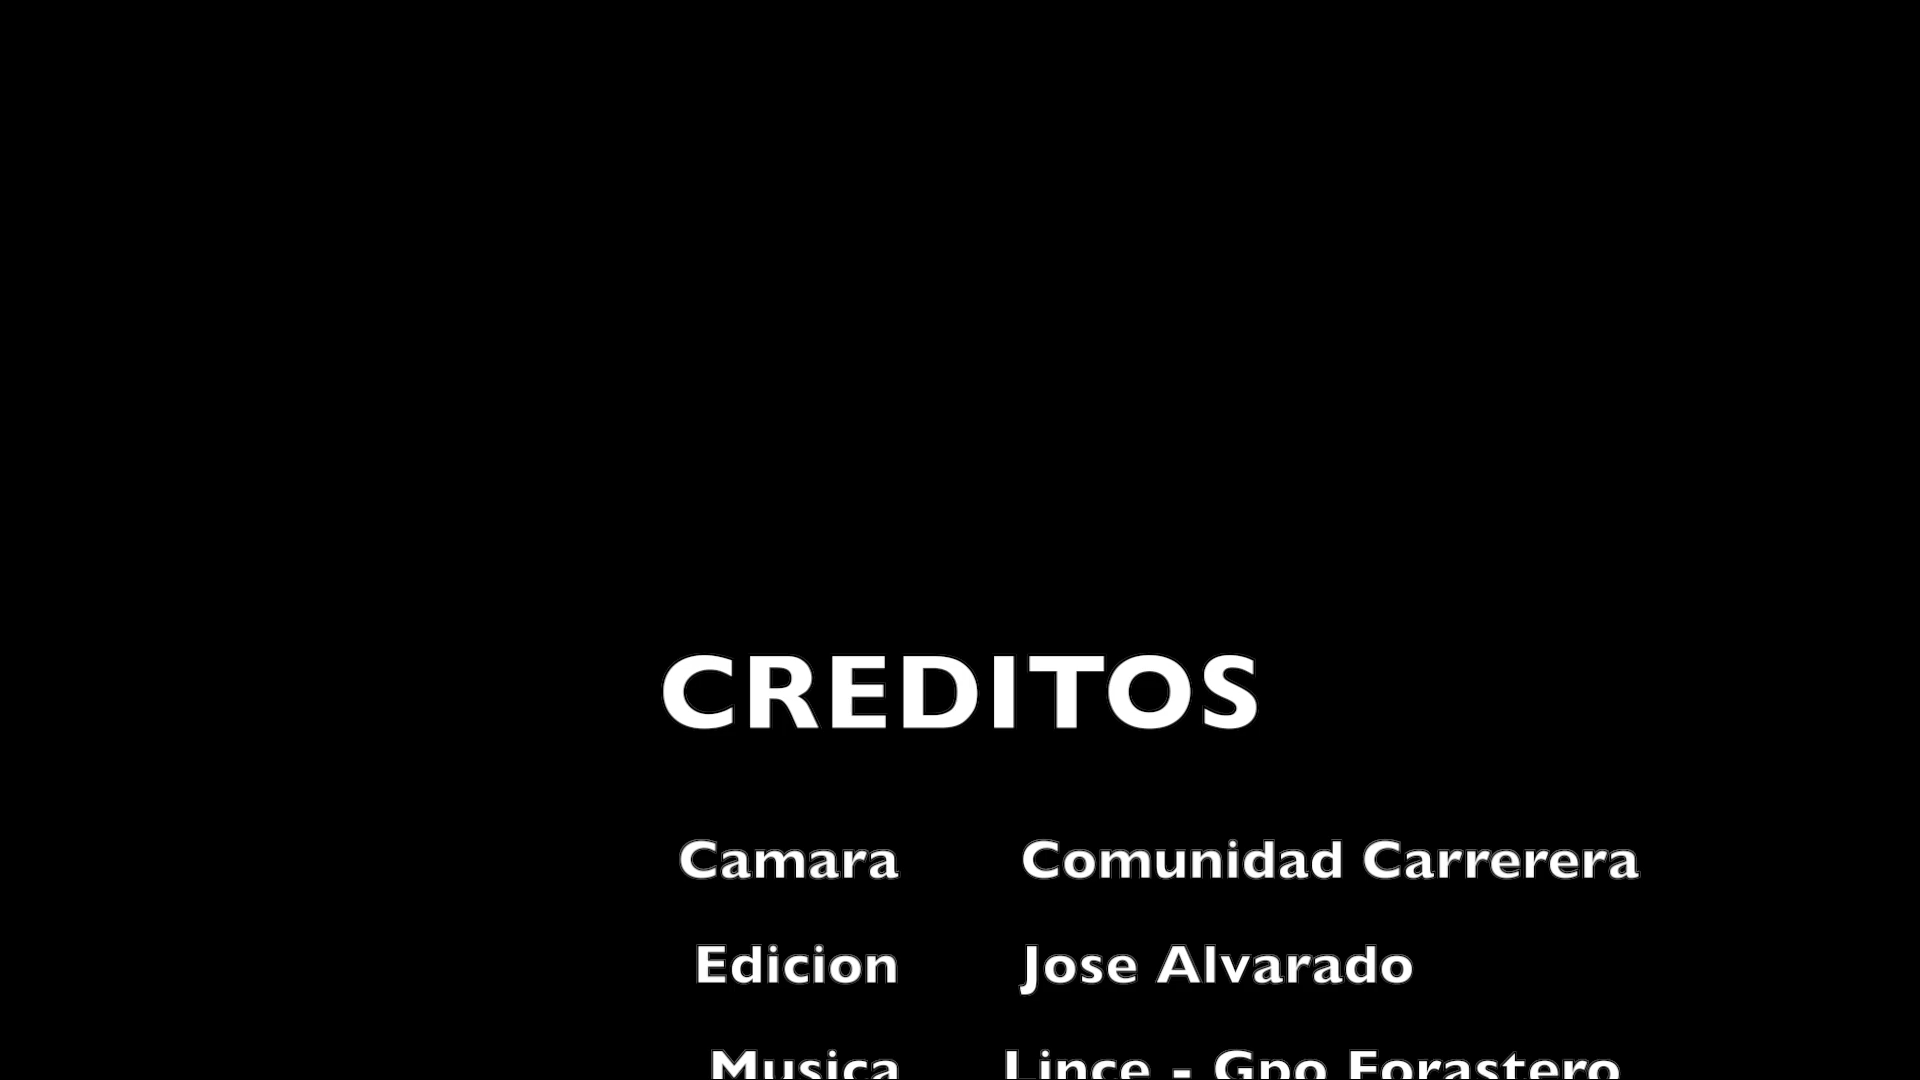 CREDITOS
Camara Comunidad Carrerera
Edicion Jose Alvarado
Musica Lince - Gpo Forastero